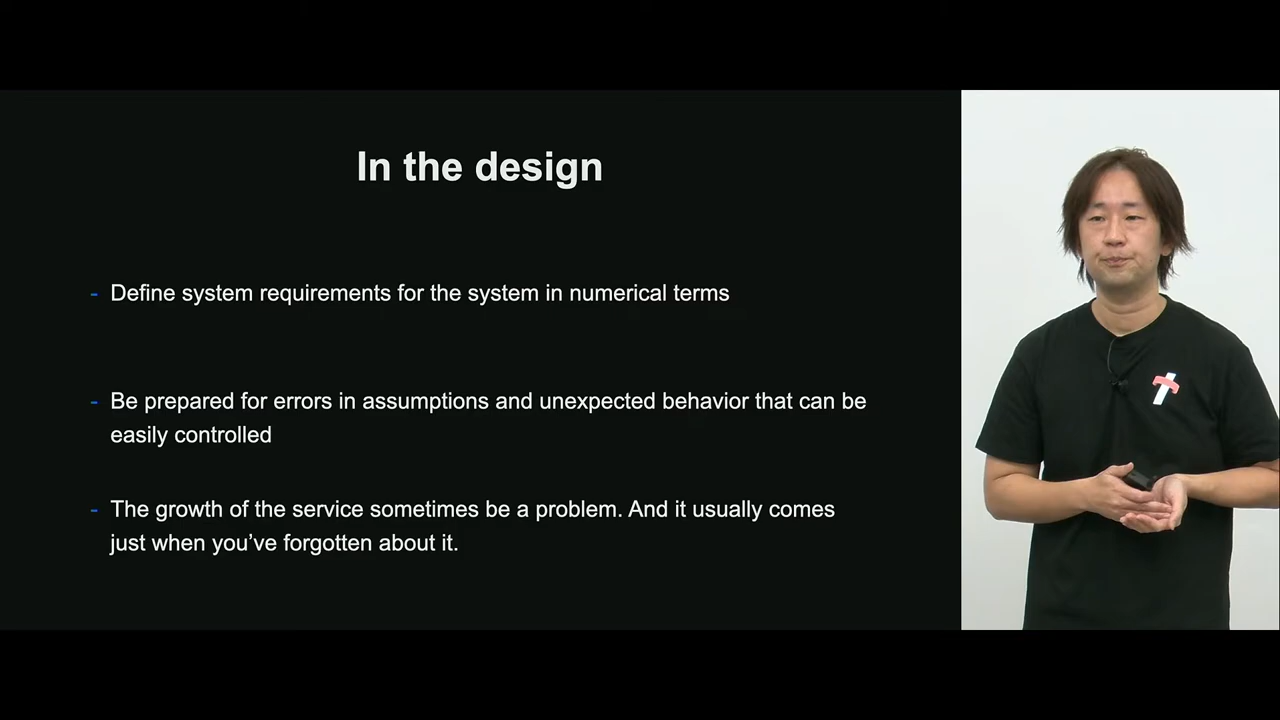 In the design
- Define system requirements for the system in numerical terms
- Be prepared for errors in assumptions and unexpected behavior that can be
easily controlled
- The growth of the service sometimes be a problem. And it usually comes
just when you’ve forgotten about it.